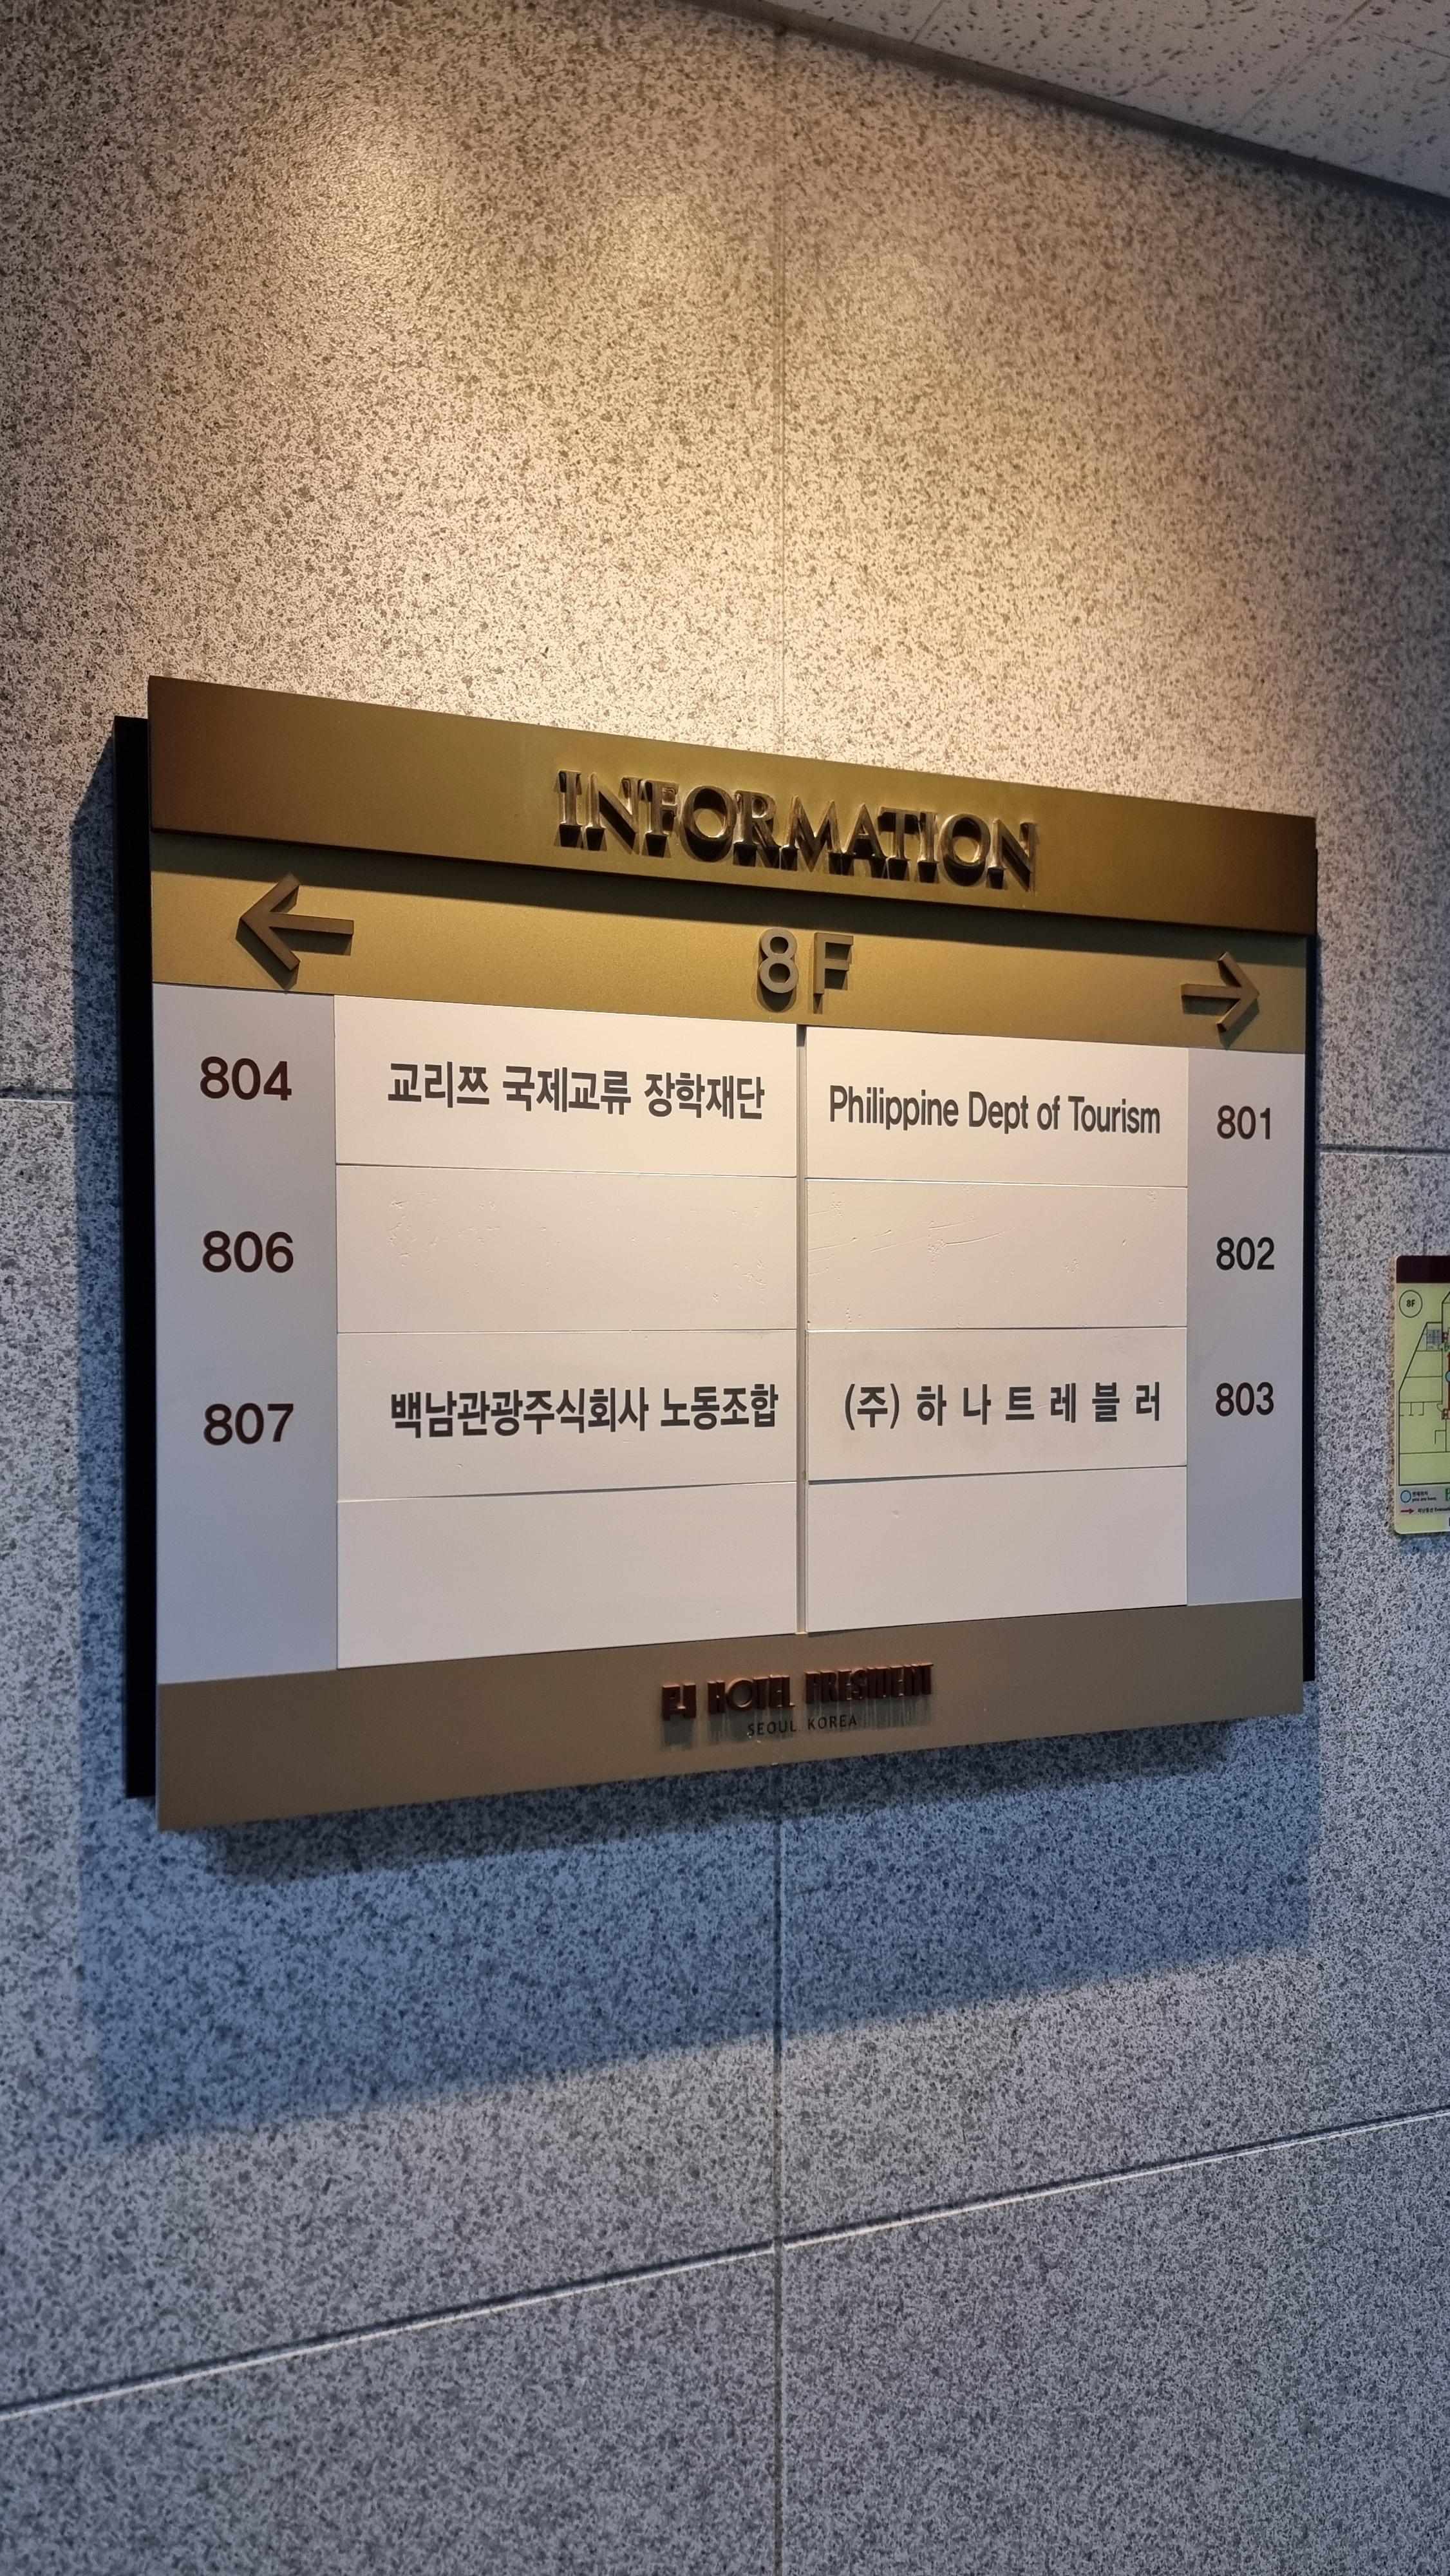 INFORMATION
8F
804 교리쯔 국제교류 장학재단
Philippine Dept of Tourism 801
806
802
807 백남관광주식회사 노동조합
(주) 하 나 트 레 블 러 803
HOTEL PRESIDENT
SEOUL. KOREA
8F